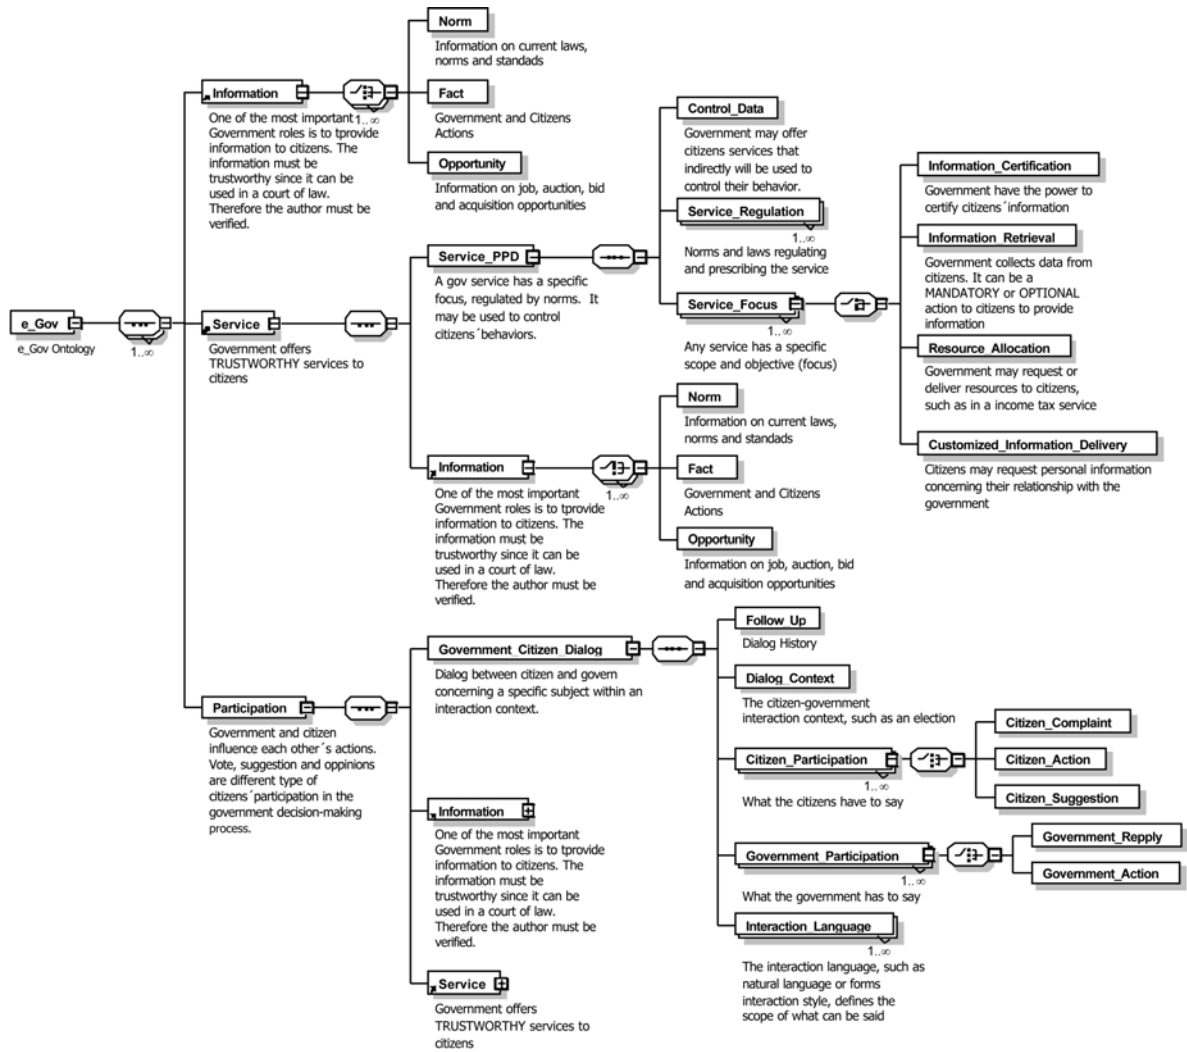 e_Gov
e_Gov Ontology
1..∞
Information
One of the most important
Government roles is to tprovide
information to citizens. The
information must be
trustworthy since it can be
used in a court of law.
Therefore the author must be
verified.
1..∞
Norm
Information on current laws,
norms and standads
Fact
Government and Citizens
Actions
Opportunity
Information on job, auction, bid
and acquisition opportunities
Service
Government offers
TRUSTWORTHY services to
citizens
Service_PPD
A gov service has a specific
focus, regulated by norms. It
may be used to control
citizens´behaviors.
Control_Data
Government may offer
citizens services that
indirectly will be used to
control their behavior.
Service_Regulation
1..∞
Norms and laws regulating
and prescribing the service
Service_Focus
1..∞
Any service has a specific
scope and objective (focus)
Information_Certification
Government have the power to
certify citizens´information
Information_Retrieval
Government collects data from
citizens. It can be a
MANDATORY or OPTIONAL
action to citizens to provide
information
Resource_Allocation
Government may request or
deliver resources to citizens,
such as in a income tax service
Customized_Information_Delivery
Citizens may request personal information
concerning their relationship with the
government
Information
One of the most important
Government roles is to tprovide
information to citizens. The
information must be
trustworthy since it can be
used in a court of law.
Therefore the author must be
verified.
1..∞
Norm
Information on current laws,
norms and standads
Fact
Government and Citizens
Actions
Opportunity
Information on job, auction, bid
and acquisition opportunities
Participation
Government and citizen
influence each other´s actions.
Vote, suggestion and oppinions
are different type of
citizens´participation in the
government decision-making
process.
Government_Citizen_Dialog
Dialog between citizen and govern
concerning a specific subject within an
interaction context.
Follow_Up
Dialog History
Dialog_Context
The citizen-government
interaction context, such as an election
Citizen_Participation
1..∞
What the citizens have to say
Citizen_Complaint
Citizen_Action
Citizen_Suggestion
Government_Participation
1..∞
What the government has to say
Government_Repply
Government_Action
Interaction_Language
1..∞
The interaction language, such as
natural language or forms
interaction style, defines the
scope of what can be said
Information
One of the most important
Government roles is to tprovide
information to citizens. The
information must be
trustworthy since it can be
used in a court of law.
Therefore the author must be
verified.
Service
Government offers
TRUSTWORTHY services to
citizens